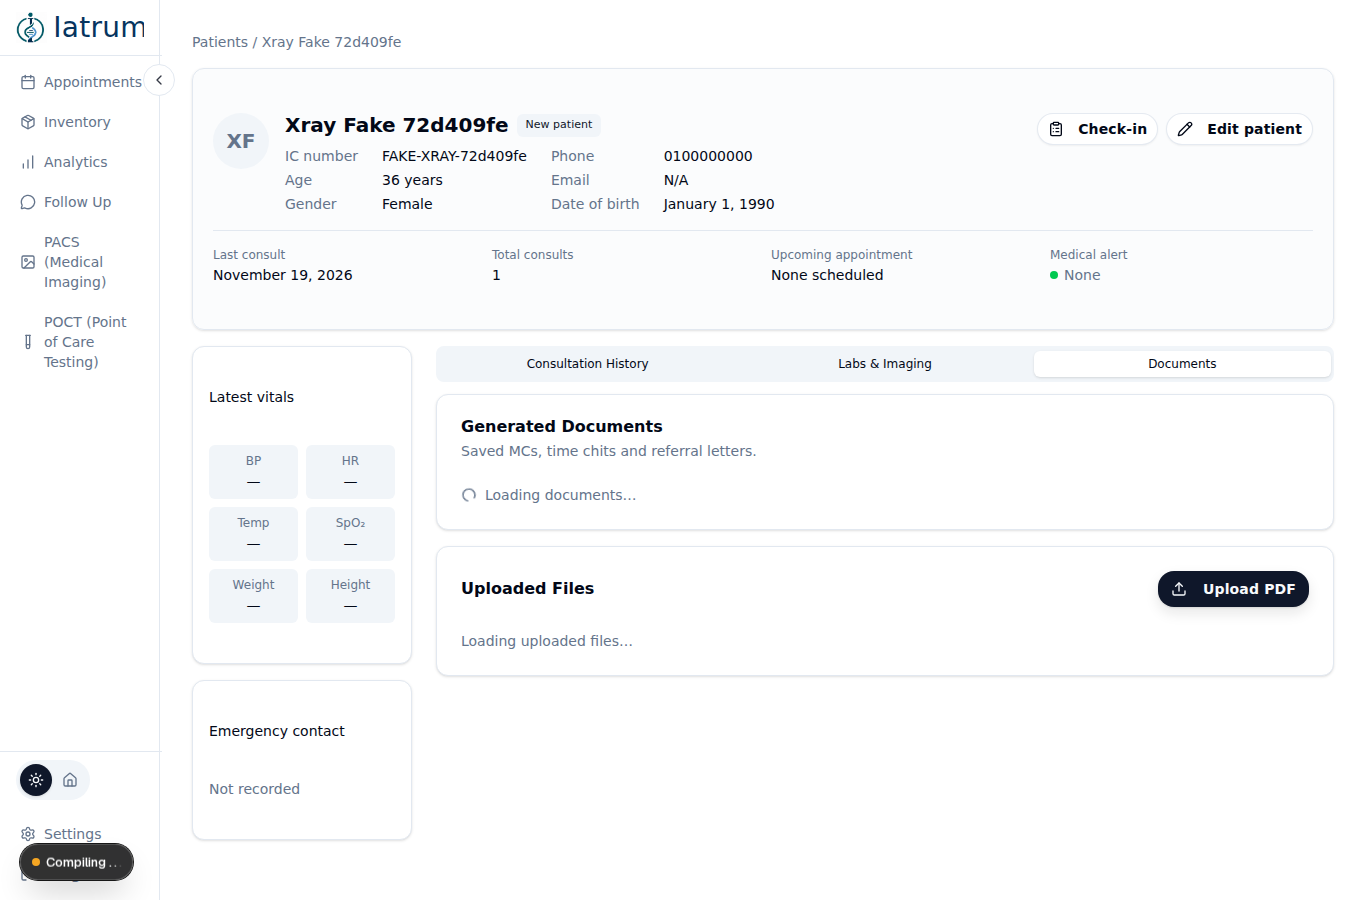 Iatrum
Appointments
Inventory
Analytics
Follow Up
PACS
(Medical
Imaging)
POCT (Point
of Care
Testing)
Settings
Compiling ...
Patients / Xray Fake 72d409fe
XF
Xray Fake 72d409fe New patient
Check-in Edit patient
IC number FAKE-XRAY-72d409fe Phone 0100000000
Age 36 years Email N/A
Gender Female Date of birth January 1, 1990
Last consult Total consults Upcoming appointment Medical alert
November 19, 2026 1 None scheduled None
Latest vitals
BP HR
— —
Temp SpO₂
— —
Weight Height
— —
Emergency contact
Not recorded
Consultation History Labs & Imaging Documents
Generated Documents
Saved MCs, time chits and referral letters.
Loading documents…
Uploaded Files Upload PDF
Loading uploaded files…